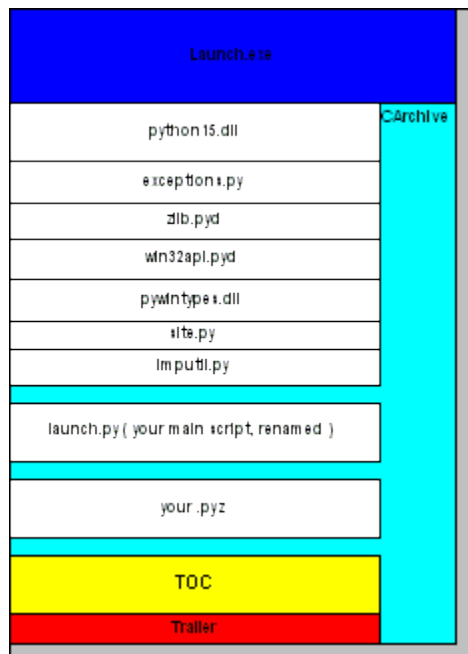 Launch.exe
CArchive
python15.dll
exceptions.py
zlib.pyd
win32api.pyd
pywintypes.dll
site.py
imputil.py
launch.py ( your main script, renamed )
your .pyz
TOC
Trailer